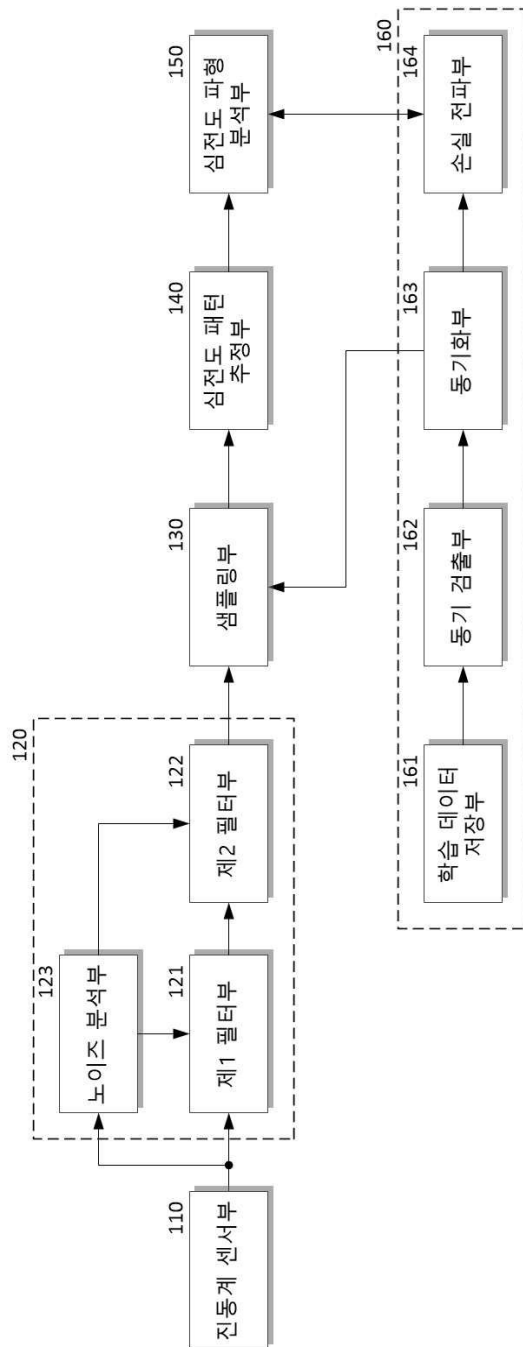 120
123
노이즈 분석부
110
진동계 센서부
121
제1 필터부
122
제2 필터부
130
샘플링부
140
심전도 패턴
추정부
150
심전도 파형
분석부
160
161
학습 데이터
저장부
162
동기 검출부
163
동기화부
164
손실 전파부